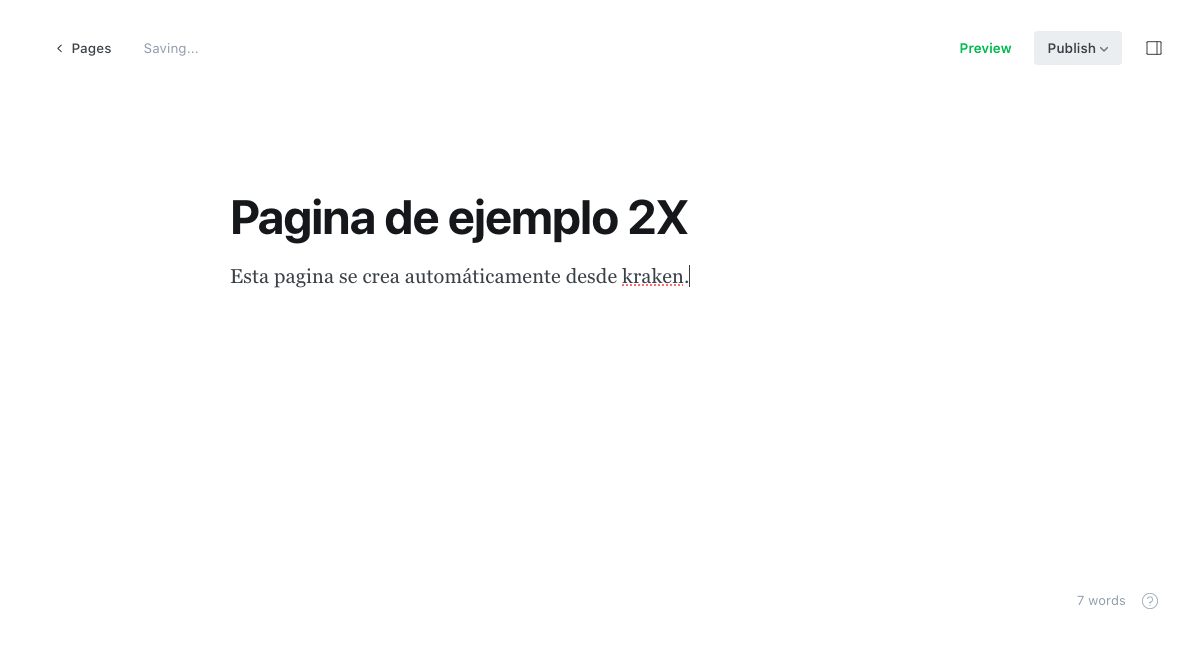 Pages
Saving...
Preview
Publish
Pagina de ejemplo 2X
Esta pagina se crea automáticamente desde kraken.
7 words
?